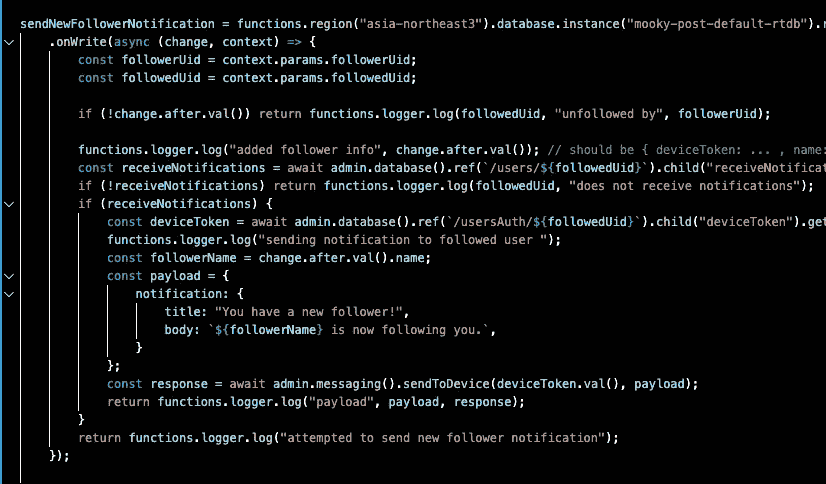 sendNewFollowerNotification = functions.region("asia-northeast3").database.instance("mooky-post-default-rtdb").r
.onWrite(async (change, context) => {
const followerUid = context.params.followerUid;
const followedUid = context.params.followedUid;
if (!change.after.val()) return functions.logger.log(followedUid, "unfollowed by", followerUid);
functions.logger.log("added follower info", change.after.val()); // should be { deviceToken: ... , name:
const receiveNotifications = await admin.database().ref(`/users/${followedUid}`).child("receiveNotificat
if (!receiveNotifications) return functions.logger.log(followedUid, "does not receive notifications");
if (receiveNotifications) {
const deviceToken = await admin.database().ref(`/usersAuth/${followedUid}`).child("deviceToken").get
functions.logger.log("sending notification to followed user ");
const followerName = change.after.val().name;
const payload = {
notification: {
title: "You have a new follower!",
body: `${followerName} is now following you.`,
}
};
const response = await admin.messaging().sendToDevice(deviceToken.val(), payload);
return functions.logger.log("payload", payload, response);
}
return functions.logger.log("attempted to send new follower notification");
});